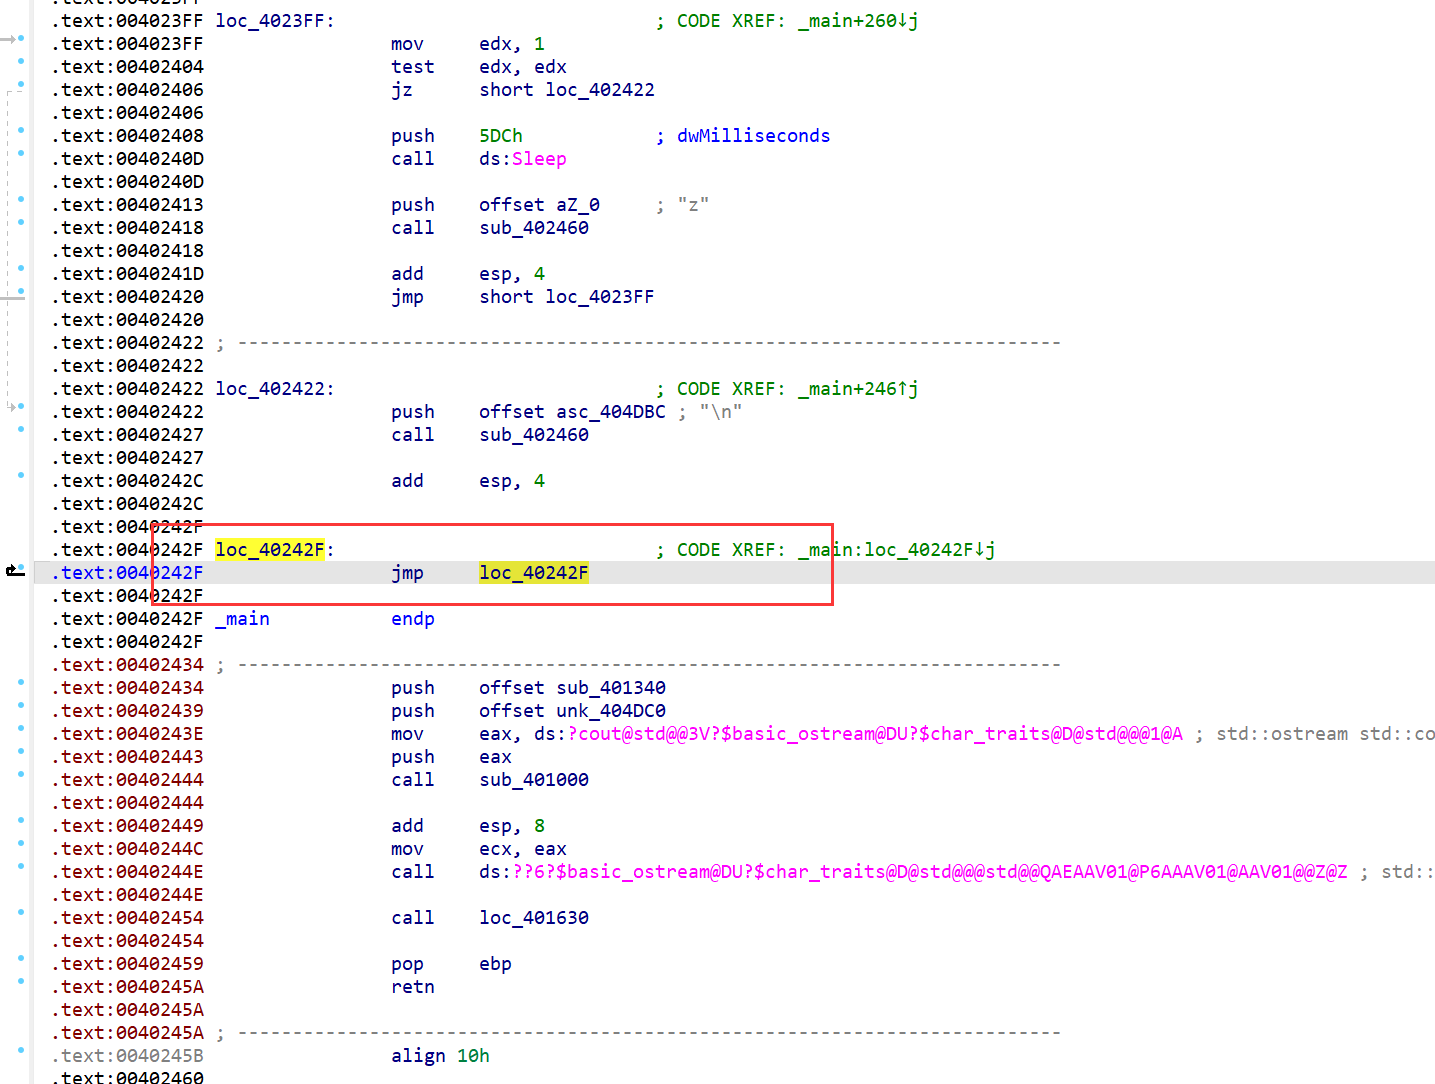 .text:004023FF
.text:004023FF loc_4023FF: ; CODE XREF: _main+260↓j
.text:004023FF mov edx, 1
.text:00402404 test edx, edx
.text:00402406 jz short loc_402422
.text:00402406
.text:00402408 push 5DCh ; dwMilliseconds
.text:0040240D call ds:Sleep
.text:0040240D
.text:00402413 push offset aZ_0 ; "z"
.text:00402418 call sub_402460
.text:00402418
.text:0040241D add esp, 4
.text:00402420 jmp short loc_4023FF
.text:00402420
.text:00402422 ; ---------------------------------------------------------------------------
.text:00402422
.text:00402422 loc_402422: ; CODE XREF: _main+246↑j
.text:00402422 push offset asc_404DBC ; "\n"
.text:00402427 call sub_402460
.text:00402427
.text:0040242C add esp, 4
.text:0040242C
.text:0040242F
.text:0040242F loc_40242F: ; CODE XREF: _main:loc_40242F↓j
.text:0040242F jmp loc_40242F
.text:0040242F
.text:0040242F _main endp
.text:0040242F
.text:00402434 ; ---------------------------------------------------------------------------
.text:00402434 push offset sub_401340
.text:00402439 push offset unk_404DC0
.text:0040243E mov eax, ds:?cout@std@@3V?$basic_ostream@DU?$char_traits@D@std@@@1@A ; std::ostream std::co
.text:00402443 push eax
.text:00402444 call sub_401000
.text:00402444
.text:00402449 add esp, 8
.text:0040244C mov ecx, eax
.text:0040244E call ds:??6?$basic_ostream@DU?$char_traits@D@std@@@std@@QAEAAV01@P6AAAV01@AAV01@@Z@Z ; std::
.text:0040244E
.text:00402454 call loc_401630
.text:00402454
.text:00402459 pop ebp
.text:0040245A retn
.text:0040245A
.text:0040245A ; ---------------------------------------------------------------------------
.text:0040245B align 10h
.text:00402460